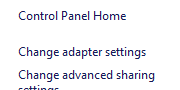 Control Panel Home
Change adapter settings
Change advanced sharing
settings